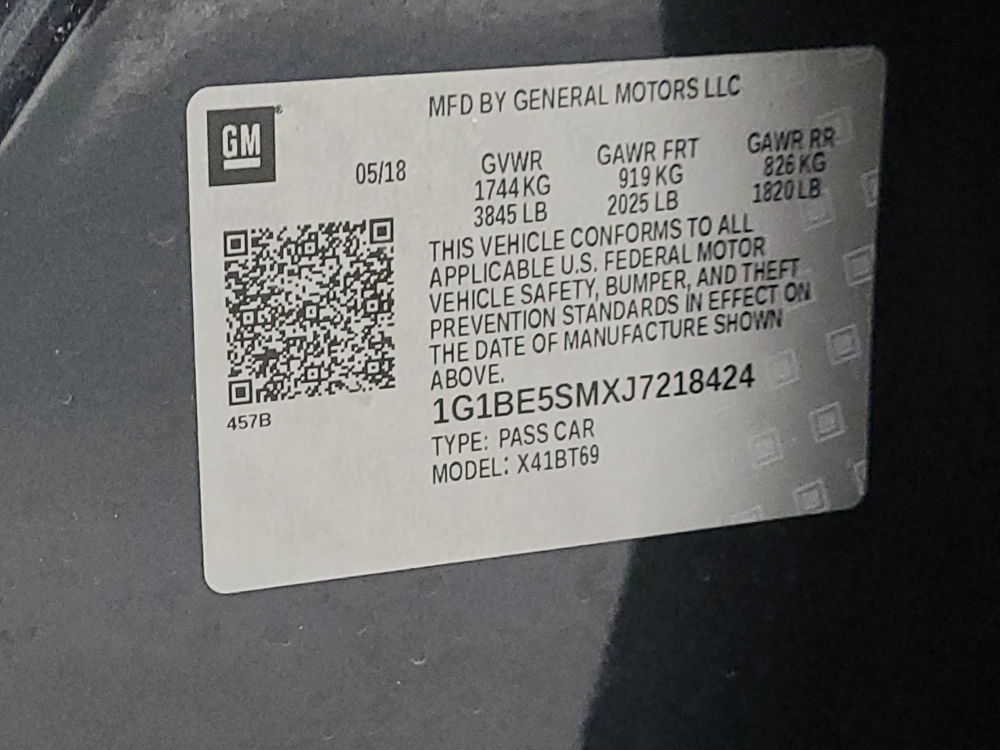 MFD BY GENERAL MOTORS LLC
GM
®
05/18
GVWR
1744 KG
3845 LB
GAWR FRT
919 KG
2025 LB
GAWR RR
826 KG
1820 LB
THIS VEHICLE CONFORMS TO ALL
APPLICABLE U.S. FEDERAL MOTOR
VEHICLE SAFETY, BUMPER, AND THEFT
PREVENTION STANDARDS IN EFFECT ON
THE DATE OF MANUFACTURE SHOWN
ABOVE.
1G1BE5SMXJ7218424
TYPE: PASS CAR
MODEL: X41BT69
457B